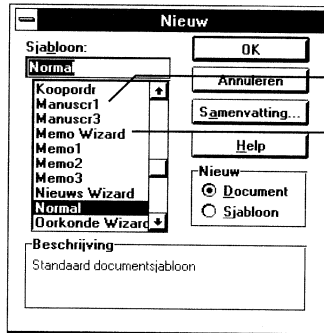 Nieuw
Sjabloon:
Normal
Koopordr
Manuscr1
Manuscr3
Memo Wizard
Memo1
Memo2
Memo3
Nieuws Wizard
Normal
Oorkonde Wizard
OK
Annuleren
Samenvatting...
Help
Nieuw
Document
Sjabloon
Beschrijving
Standaard documentsjabloon